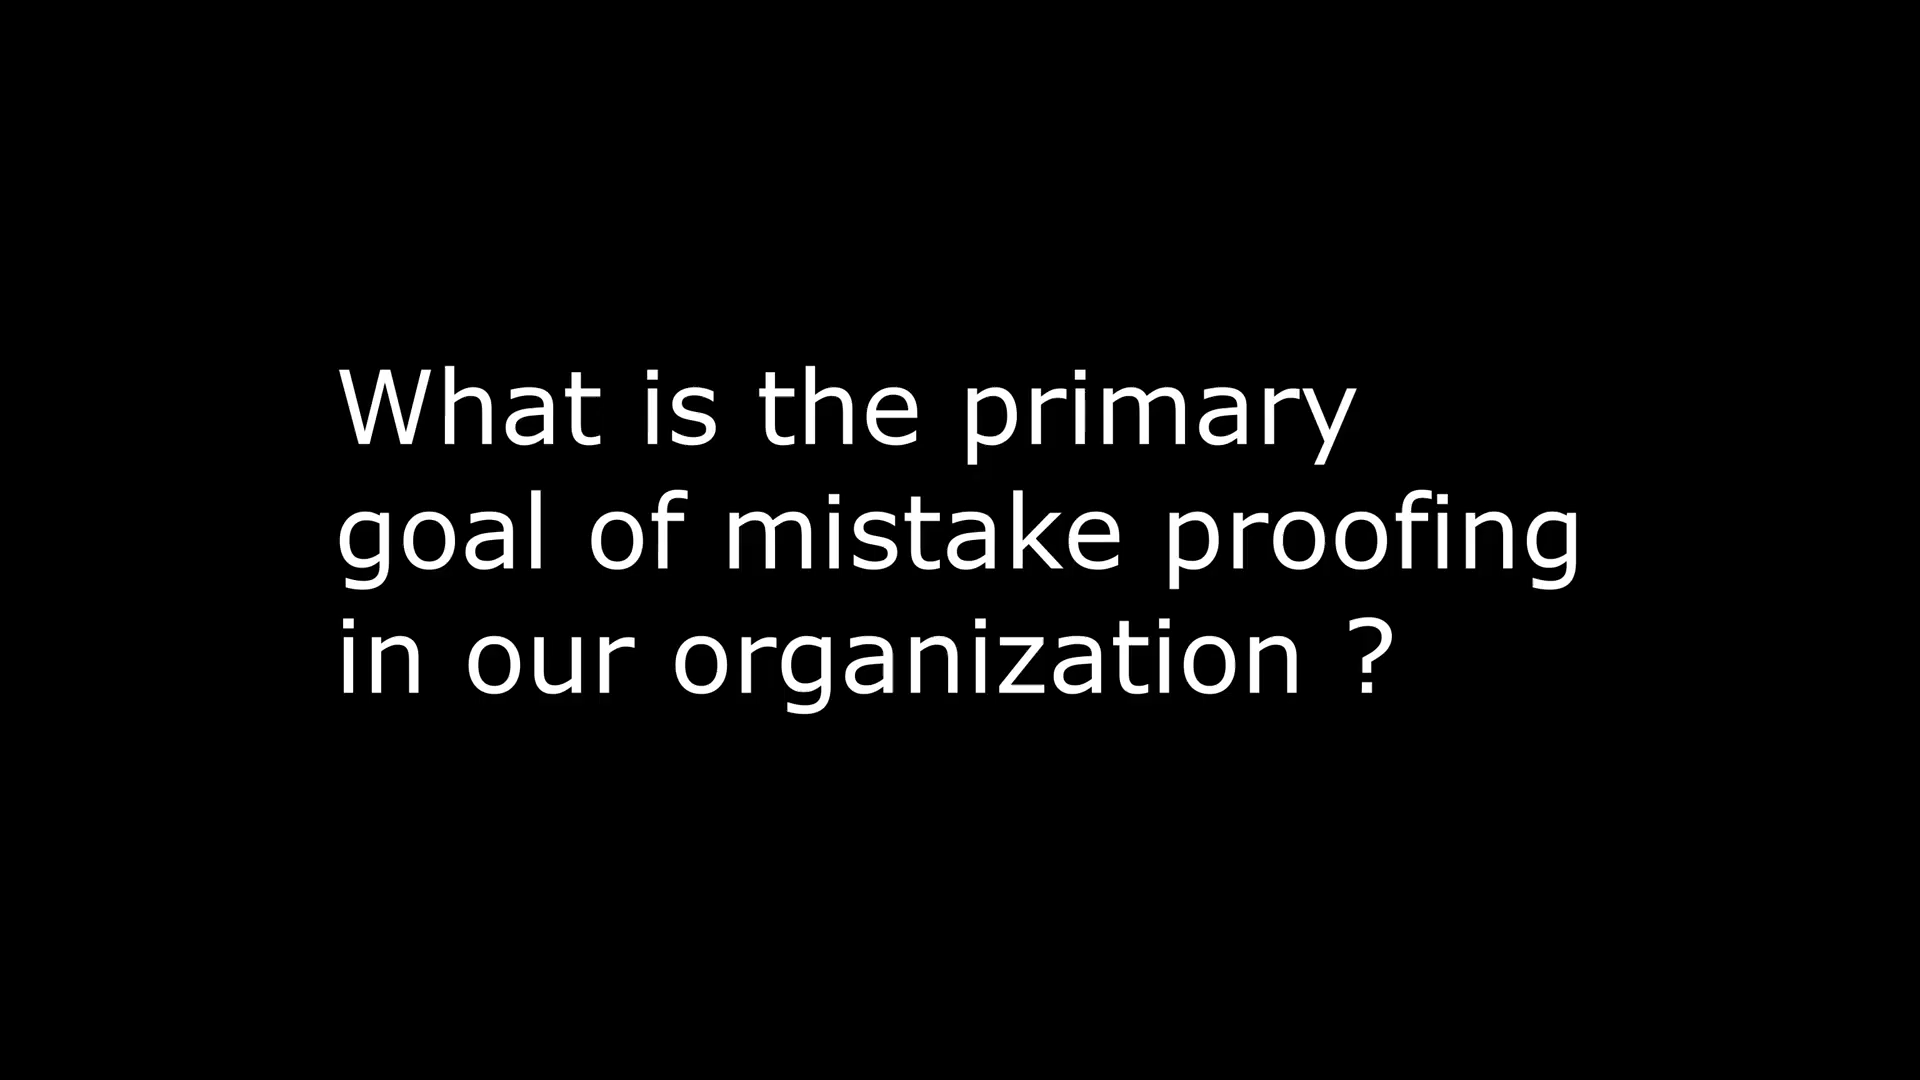 What is the primary
goal of mistake proofing
in our organization ?